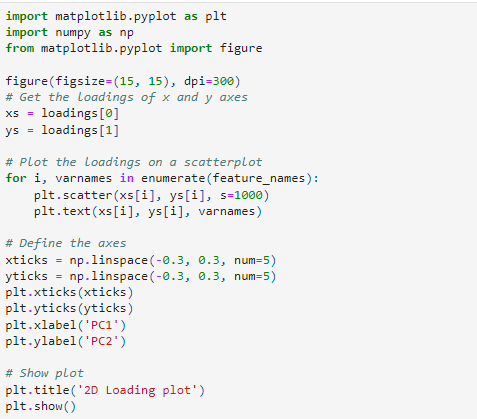 import matplotlib.pyplot as plt
import numpy as np
from matplotlib.pyplot import figure

figure(figsize=(15, 15), dpi=300)
# Get the loadings of x and y axes
xs = loadings[0]
ys = loadings[1]

# Plot the loadings on a scatterplot
for i, varnames in enumerate(feature_names):
    plt.scatter(xs[i], ys[i], s=1000)
    plt.text(xs[i], ys[i], varnames)

# Define the axes
xticks = np.linspace(-0.3, 0.3, num=5)
yticks = np.linspace(-0.3, 0.3, num=5)
plt.xticks(xticks)
plt.yticks(yticks)
plt.xlabel('PC1')
plt.ylabel('PC2')

# Show plot
plt.title('2D Loading plot')
plt.show()